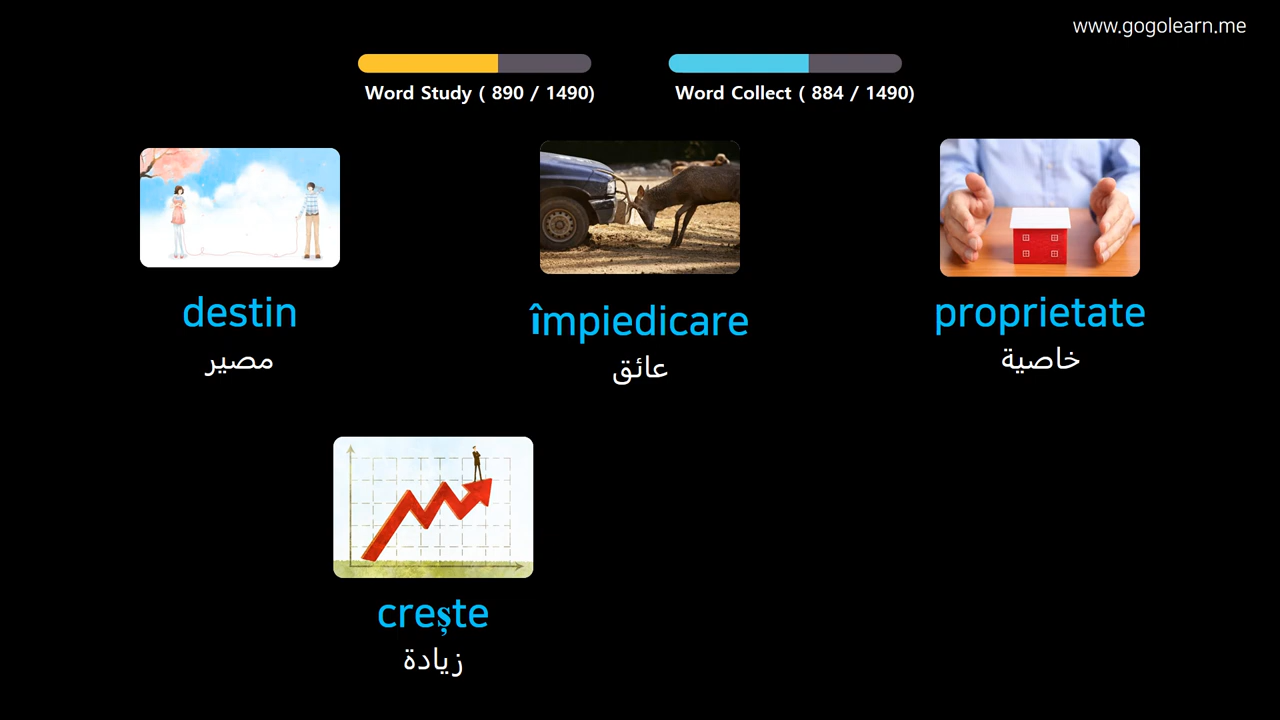 www.gogolearn.me
Word Study ( 890 / 1490)
Word Collect ( 884 / 1490)
destin
مصير
împiedicare
عائق
proprietate
خاصية
crește
زيادة